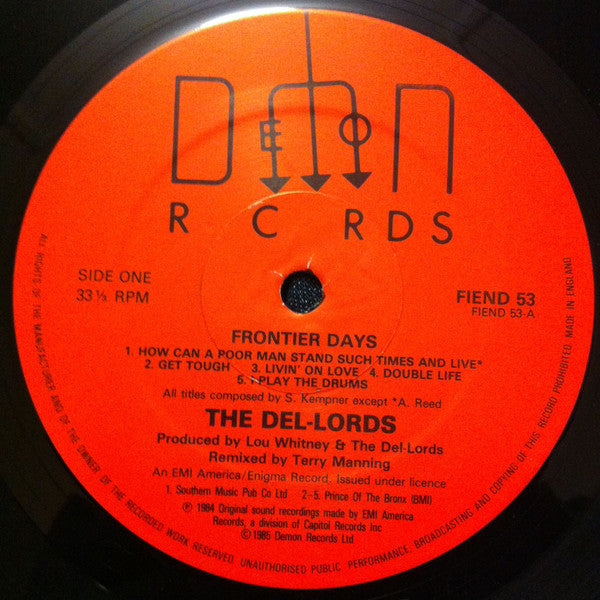 DEMON
RECORDS
SIDE ONE
33⅓ RPM
FIEND 53
FIEND 53-A
FRONTIER DAYS
1. HOW CAN A POOR MAN STAND SUCH TIMES AND LIVE*
2. GET TOUGH 3. LIVIN' ON LOVE 4. DOUBLE LIFE
5. I PLAY THE DRUMS
All titles composed by S. Kempner except *A. Reed
THE DEL-LORDS
Produced by Lou Whitney & The Del-Lords
Remixed by Terry Manning
An EMI America/Enigma Record. Issued under licence
1. Southern Music Pub Co Ltd 2-5. Prince Of The Bronx (BMI)
℗ 1984 Original sound recordings made by EMI America
Records, a division of Capitol Records Inc
© 1985 Demon Records Ltd
ALL RIGHTS OF THE MANUFACTURER AND OF THE OWNER OF THE RECORDED WORK RESERVED. UNAUTHORISED PUBLIC PERFORMANCE, BROADCASTING AND COPYING OF THIS RECORD PROHIBITED. MADE IN ENGLAND